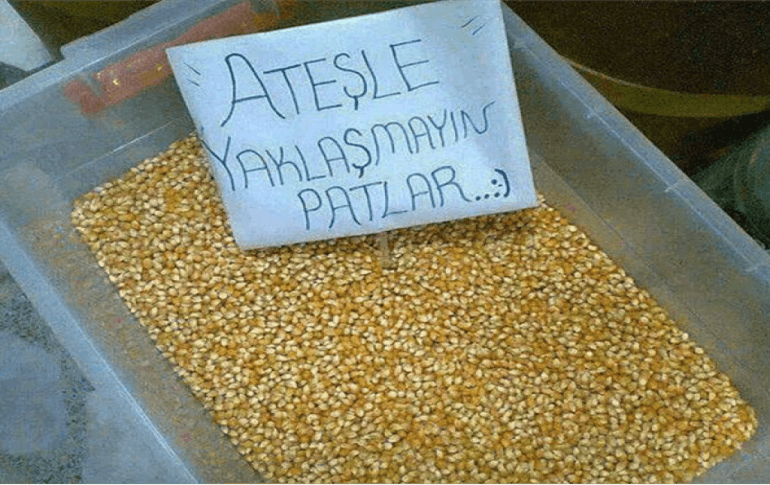 "ATEŞLE"
YAKLAŞMAYIN
PATLAR...:)